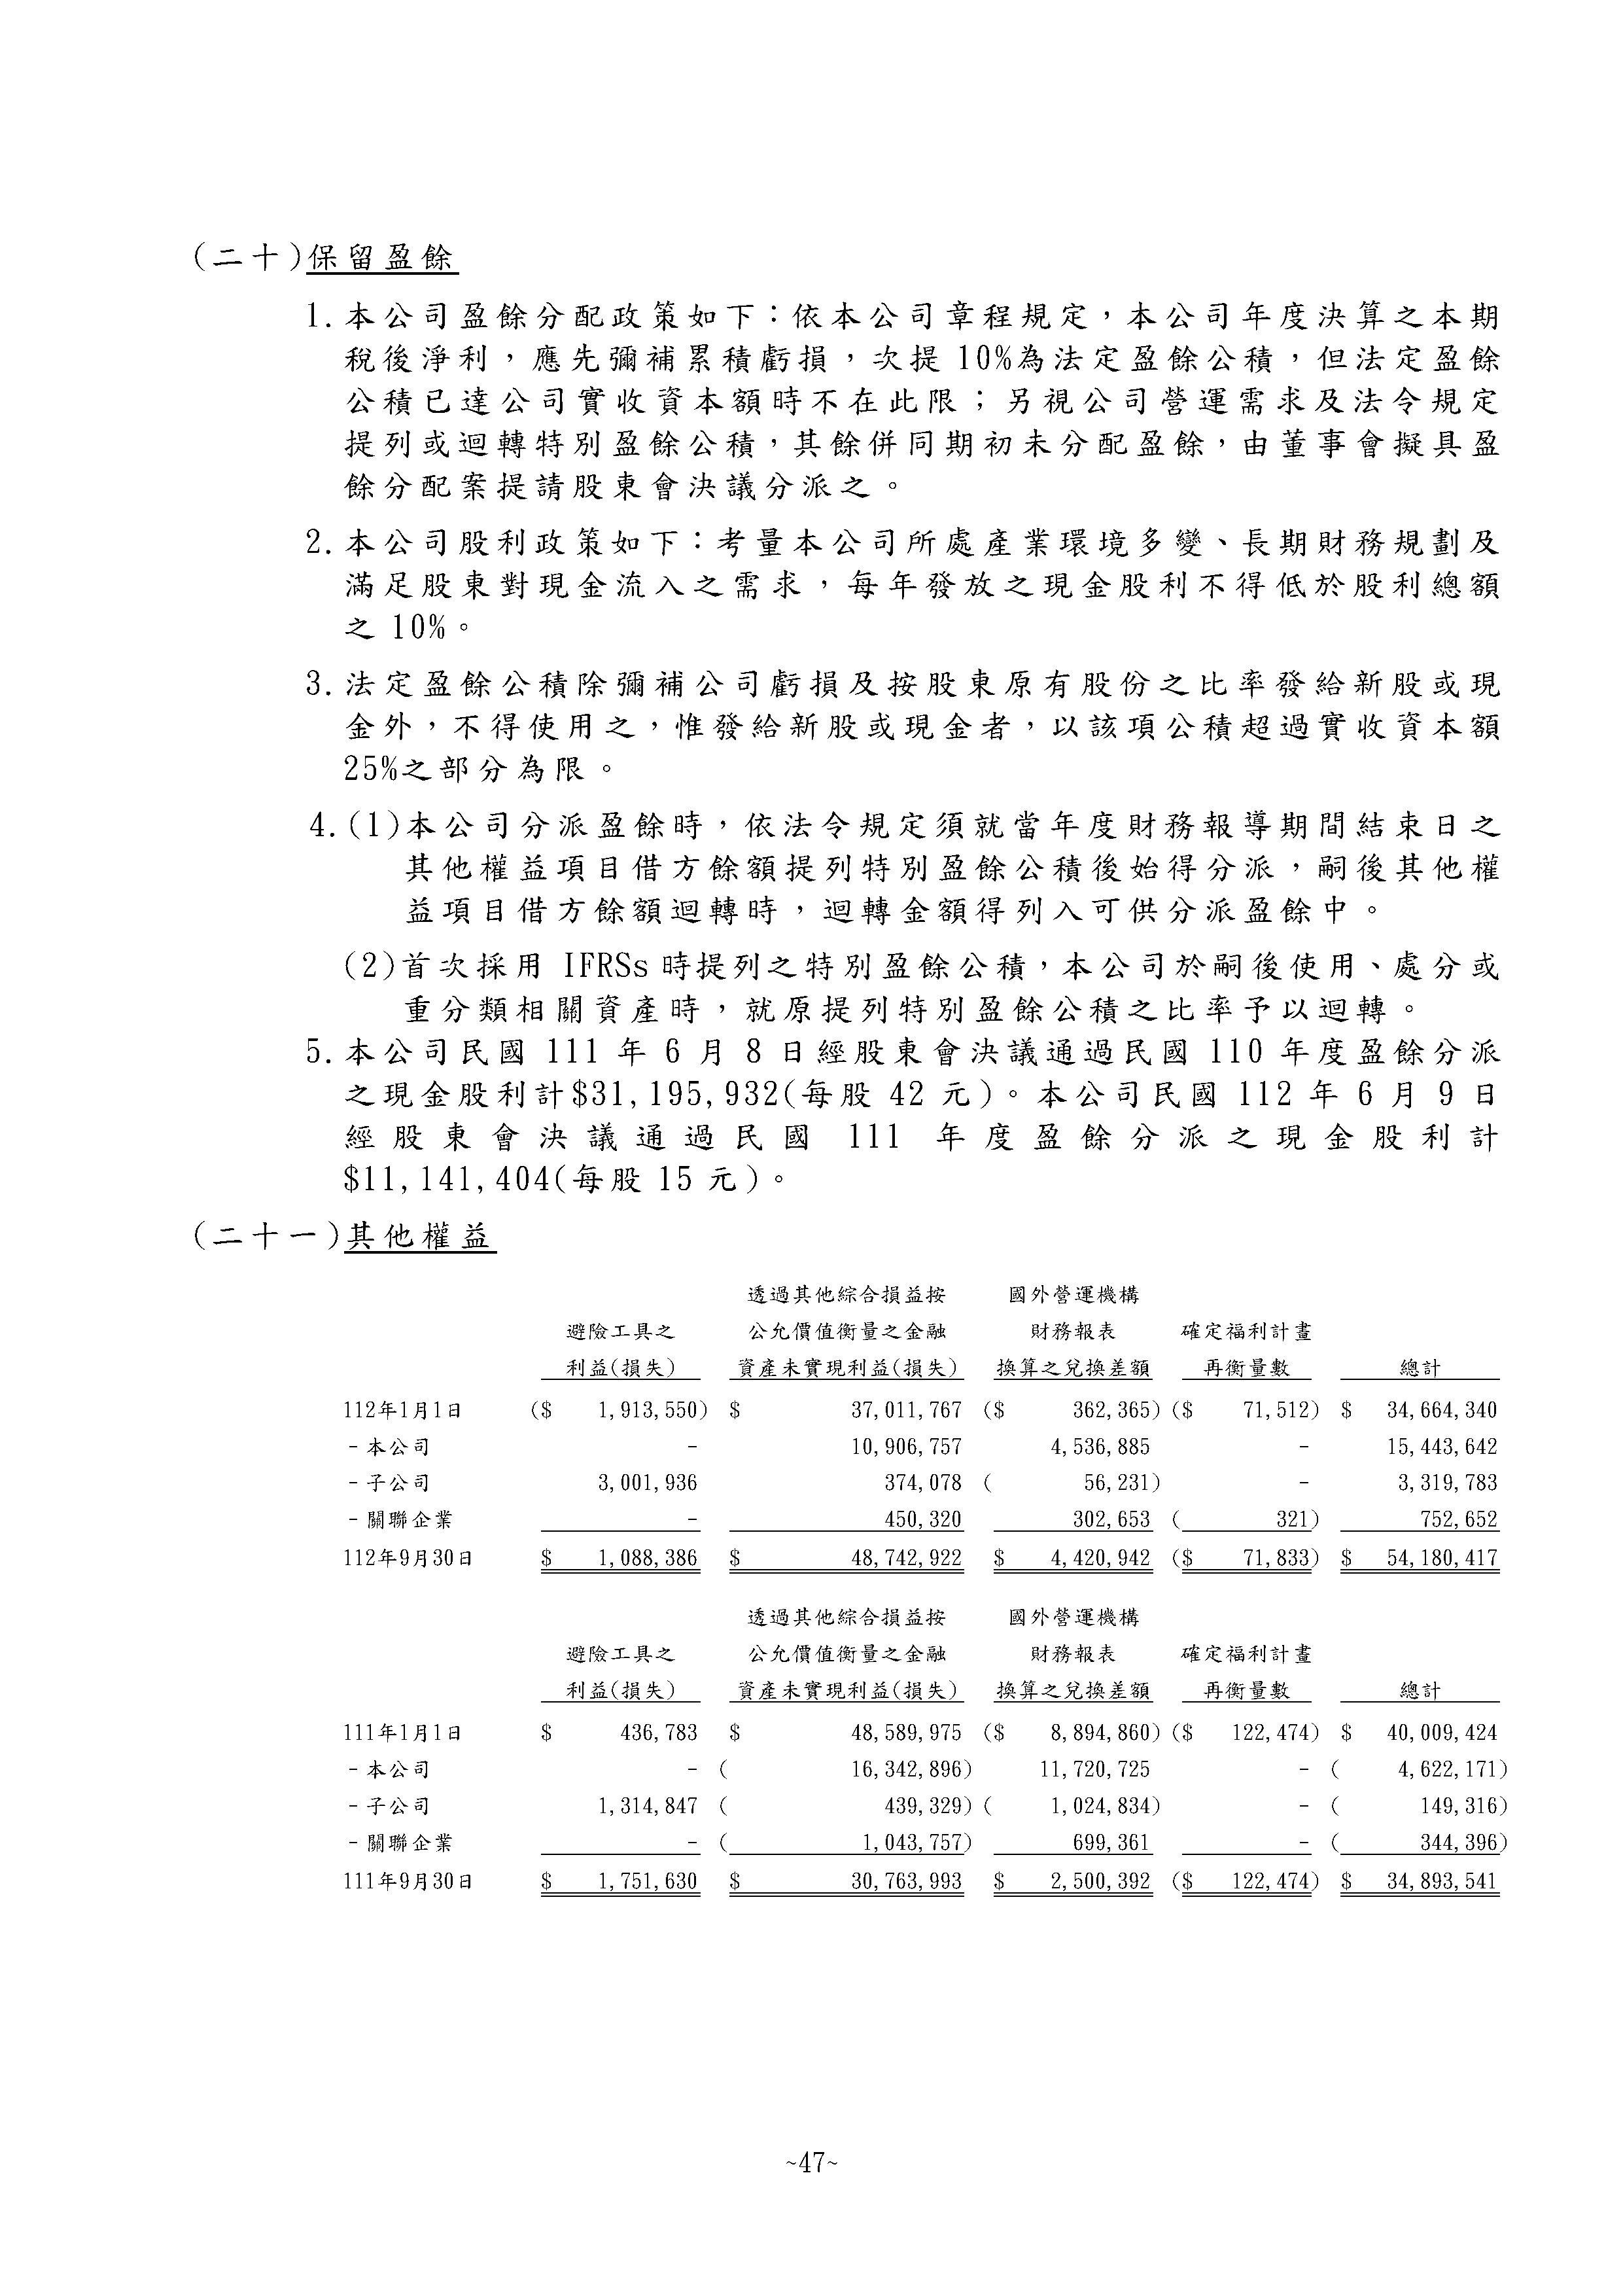 (二十)保留盈餘
1.本公司盈餘分配政策如下：依本公司章程規定，本公司年度決算之本期
稅後淨利，應先彌補累積虧損，次提 10%為法定盈餘公積，但法定盈餘
公積已達公司實收資本額時不在此限；另視公司營運需求及法令規定
提列或迴轉特別盈餘公積，其餘併同期初未分配盈餘，由董事會擬具盈
餘分配案提請股東會決議分派之。
2.本公司股利政策如下：考量本公司所處產業環境多變、長期財務規劃及
滿足股東對現金流入之需求，每年發放之現金股利不得低於股利總額
之 10%。
3.法定盈餘公積除彌補公司虧損及按股東原有股份之比率發給新股或現
金外，不得使用之，惟發給新股或現金者，以該項公積超過實收資本額
25%之部分為限。
4.(1)本公司分派盈餘時，依法令規定須就當年度財務報導期間結束日之
其他權益項目借方餘額提列特別盈餘公積後始得分派，嗣後其他權
益項目借方餘額迴轉時，迴轉金額得列入可供分派盈餘中。
(2)首次採用 IFRSs 時提列之特別盈餘公積，本公司於嗣後使用、處分或
重分類相關資產時，就原提列特別盈餘公積之比率予以迴轉。
5.本公司民國 111 年 6 月 8 日經股東會決議通過民國 110 年度盈餘分派
之現金股利計$31,195,932(每股 42 元)。本公司民國 112 年 6 月 9 日
經股東會決議通過民國 111 年度盈餘分派之現金股利計
$11,141,404(每股 15 元)。
(二十一)其他權益
透過其他綜合損益按 國外營運機構
避險工具之 公允價值衡量之金融 財務報表 確定福利計畫
利益(損失) 資產未實現利益(損失) 換算之兌換差額 再衡量數 總計
112年1月1日 ($ 1,913,550) $ 37,011,767 ($ 362,365) ($ 71,512) $ 34,664,340
－本公司 - 10,906,757 4,536,885 - 15,443,642
－子公司 3,001,936 374,078 ( 56,231) - 3,319,783
－關聯企業 - 450,320 302,653 ( 321) 752,652
112年9月30日 $ 1,088,386 $ 48,742,922 $ 4,420,942 ($ 71,833) $ 54,180,417
透過其他綜合損益按 國外營運機構
避險工具之 公允價值衡量之金融 財務報表 確定福利計畫
利益(損失) 資產未實現利益(損失) 換算之兌換差額 再衡量數 總計
111年1月1日 $ 436,783 $ 48,589,975 ($ 8,894,860) ($ 122,474) $ 40,009,424
－本公司 - ( 16,342,896) 11,720,725 - ( 4,622,171)
－子公司 1,314,847 ( 439,329) ( 1,024,834) - ( 149,316)
－關聯企業 - ( 1,043,757) 699,361 - ( 344,396)
111年9月30日 $ 1,751,630 $ 30,763,993 $ 2,500,392 ($ 122,474) $ 34,893,541
~47~